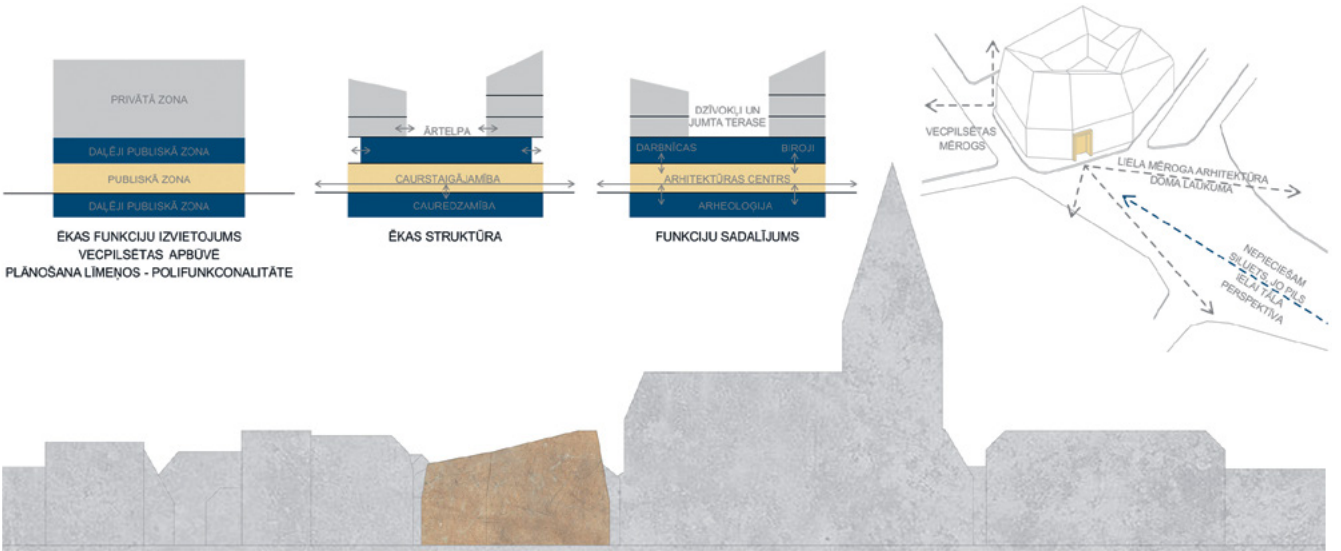 PRIVĀTĀ ZONA
DAĻĒJI PUBLISKĀ ZONA
PUBLISKĀ ZONA
DAĻĒJI PUBLISKĀ ZONA
ĒKAS FUNKCIJU IZVIETOJUMS
VECPILSĒTAS APBŪVĒ
PLĀNOŠANA LĪMEŅOS - POLIFUNKCONALITĀTE
ĀRTELPA
CAURSTAIGĀJAMĪBA
CAUREDZAMĪBA
ĒKAS STRUKTŪRA
DZĪVOKĻI UN
JUMTA TERASE
DARBNĪCAS
BIROJI
ARHITEKTŪRAS CENTRS
ARHEOLOĢIJA
FUNKCIJU SADALĪJUMS
VECPILSĒTAS
MĒROGS
LIELA MĒROGA ARHITEKTŪRA
DOMA LAUKUMA
NEPIECIEŠAM
SILUETS, JO PILS
IELAI TĀLA
PERSPEKTĪVA